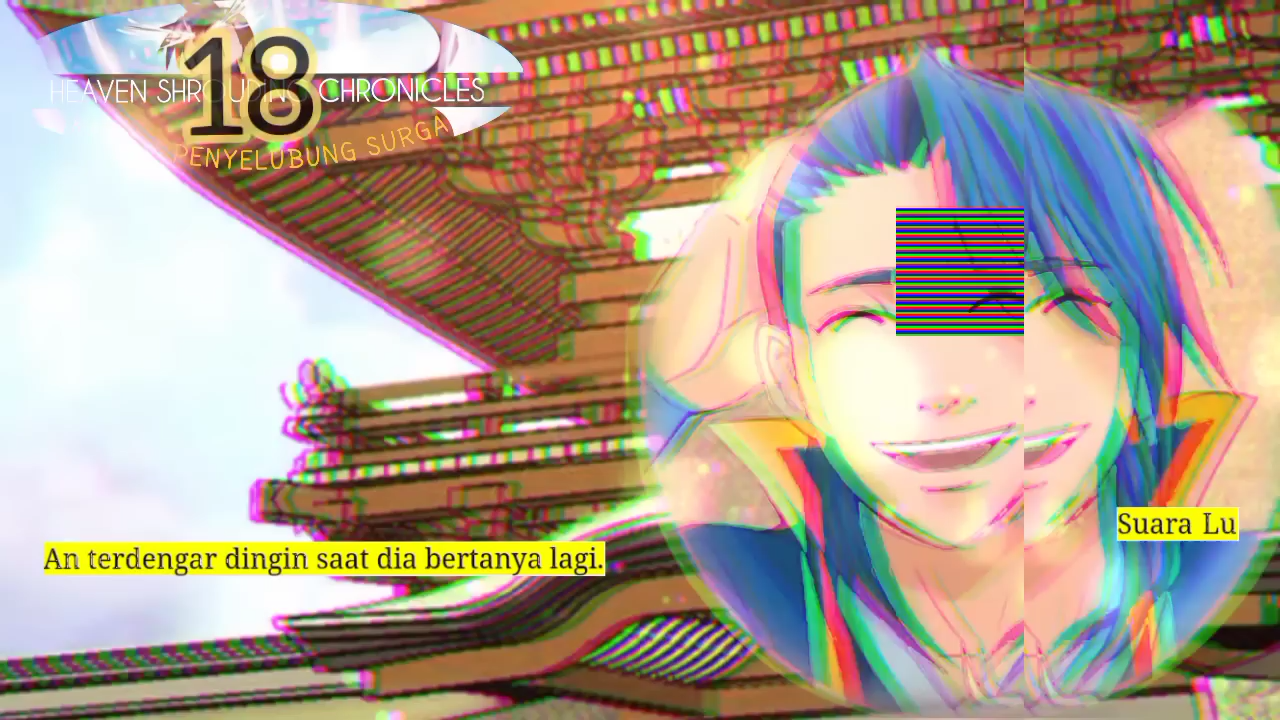 18
HEAVEN SHROUDING CHRONICLES
PENYELUBUNG SURGA
Suara Lu
An terdengar dingin saat dia bertanya lagi.